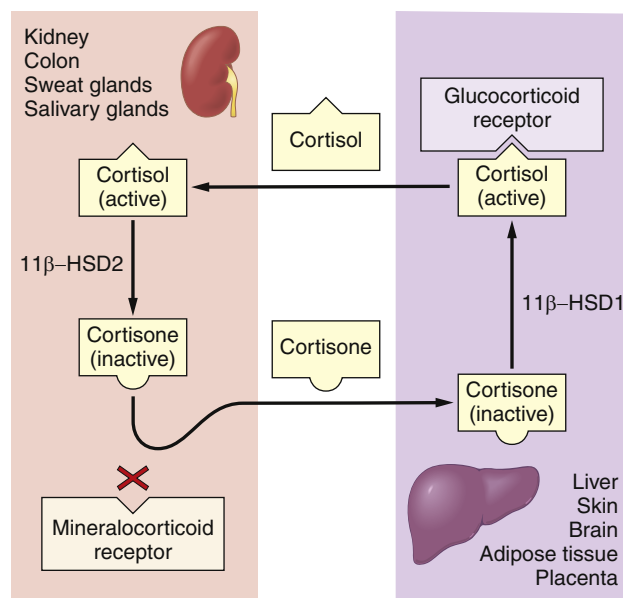 Kidney
Colon
Sweat glands
Salivary glands
Glucocorticoid
receptor
Cortisol
Cortisol
(active)
Cortisol
(active)
11β–HSD2
11β–HSD1
Cortisone
(inactive)
Cortisone
Cortisone
(inactive)
Mineralocorticoid
receptor
Liver
Skin
Brain
Adipose tissue
Placenta